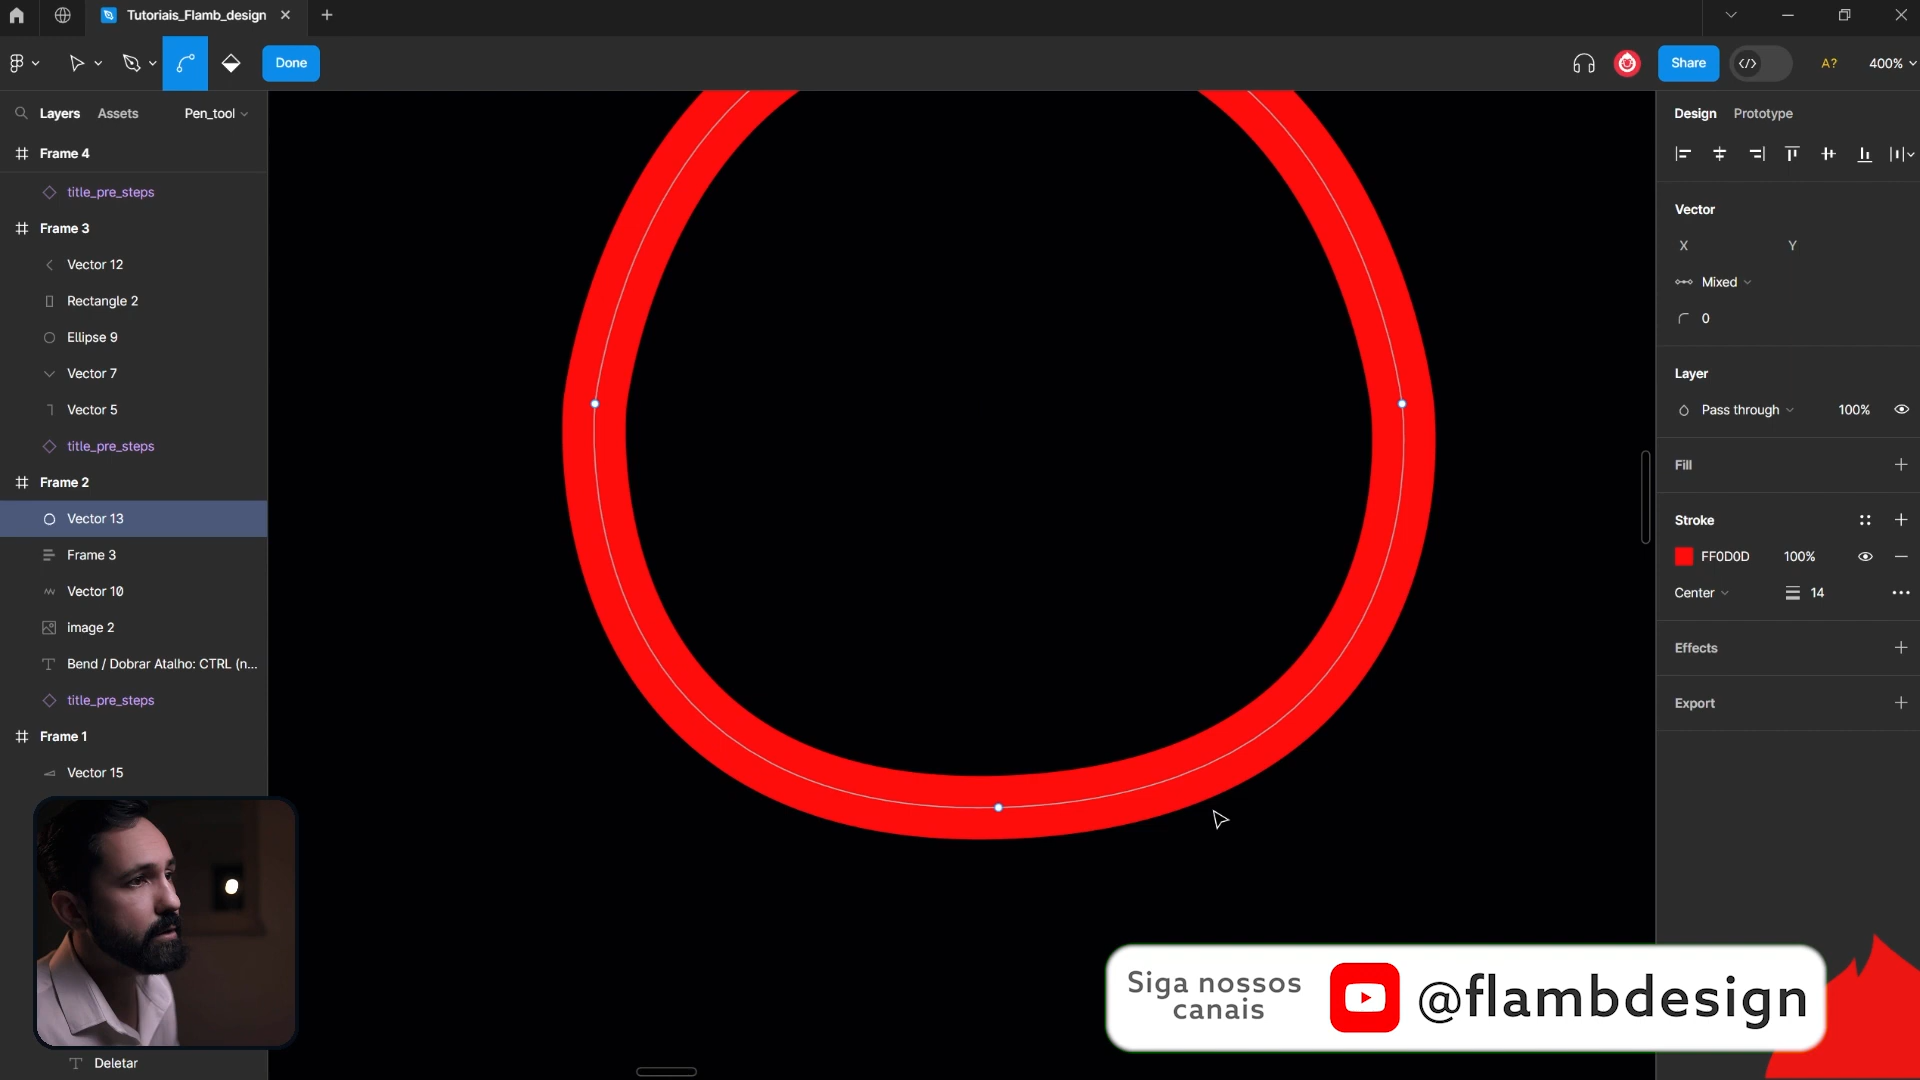 Tutoriais_Flamb_design
Done
Share
A?
400%
Layers
Assets
Pen_tool
Frame 4
title_pre_steps
Frame 3
Vector 12
Rectangle 2
Ellipse 9
Vector 7
Vector 5
title_pre_steps
Frame 2
Vector 13
Frame 3
Vector 10
image 2
Bend / Dobrar Atalho: CTRL (n...
title_pre_steps
Frame 1
Vector 15
Deletar
Design
Prototype
Vector
X
Y
Mixed
0
Layer
Pass through
100%
Fill
Stroke
FF0D0D
100%
Center
14
Effects
Export
Siga nossos
canais
@flambdesign